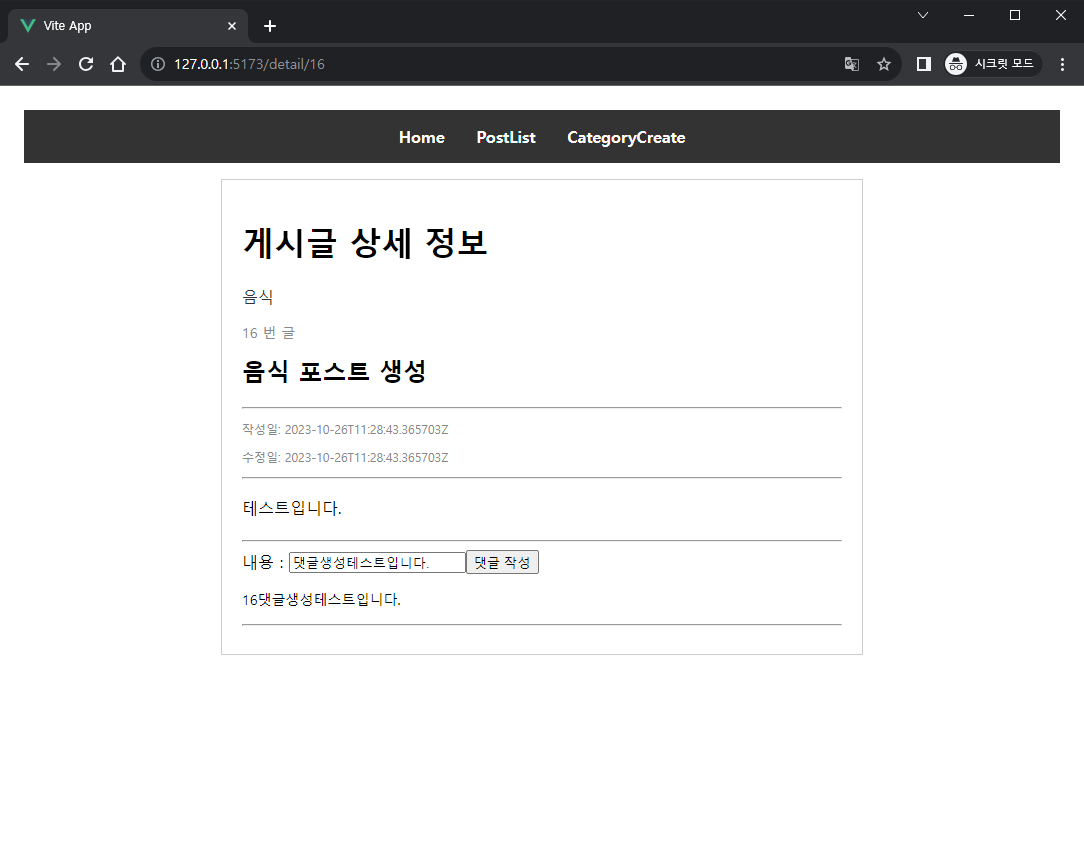 Vite App
127.0.0.1:5173/detail/16
시크릿 모드
Home PostList CategoryCreate
게시글 상세 정보
음식
16 번 글
음식 포스트 생성
작성일: 2023-10-26T11:28:43.365703Z
수정일: 2023-10-26T11:28:43.365703Z
테스트입니다.
내용 : 댓글생성테스트입니다. 댓글 작성
16댓글생성테스트입니다.